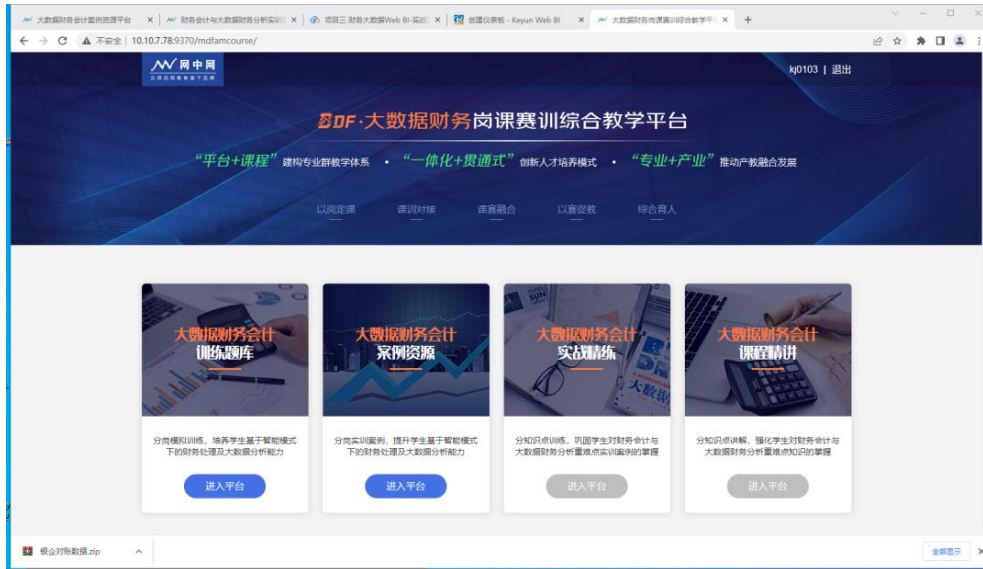 大数据财务会计案例资源平台
财务会计与大数据财务分析实训
项目三 财务大数据Web BI-实战
创建仪表板 - Keyun Web BI
大数据财务岗课赛训综合教学平
不安全 | 10.10.7.78:9370/mdfamcourse/
网中网
kj0103 | 退出
BDF·大数据财务岗课赛训综合教学平台
“平台+课程” 建构专业群教学体系 • “一体化+贯通式” 创新人才培养模式 • “专业+产业” 推动产教融合发展
以岗定课 课训对接 课赛融合 以赛促教 综合育人
大数据财务会计
训练题库
分岗模拟训练,培养学生基于智能模式
下的财务处理及大数据分析能力
进入平台
大数据财务会计
案例资源
分岗实训案例,提升学生基于智能模式
下的财务处理及大数据分析能力
进入平台
大数据财务会计
实战精练
分知识点训练,巩固学生对财务会计与
大数据财务分析重难点实训案例的掌握
进入平台
大数据财务会计
课程精讲
分知识点讲解,强化学生对财务会计与
大数据财务分析重难点知识的掌握
进入平台
银企对账数据.zip
全部显示